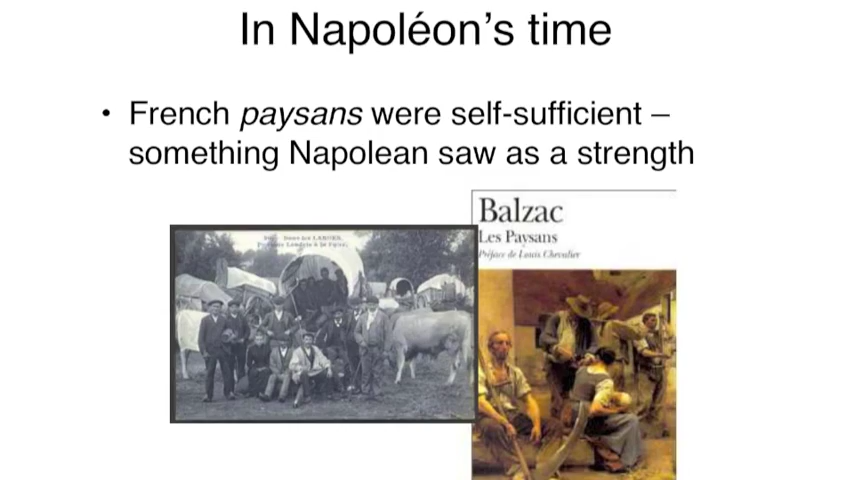 In Napoléon’s time
• French paysans were self-sufficient –
something Napolean saw as a strength
Balzac
Les Paysans
Préface de Louis Chevalier